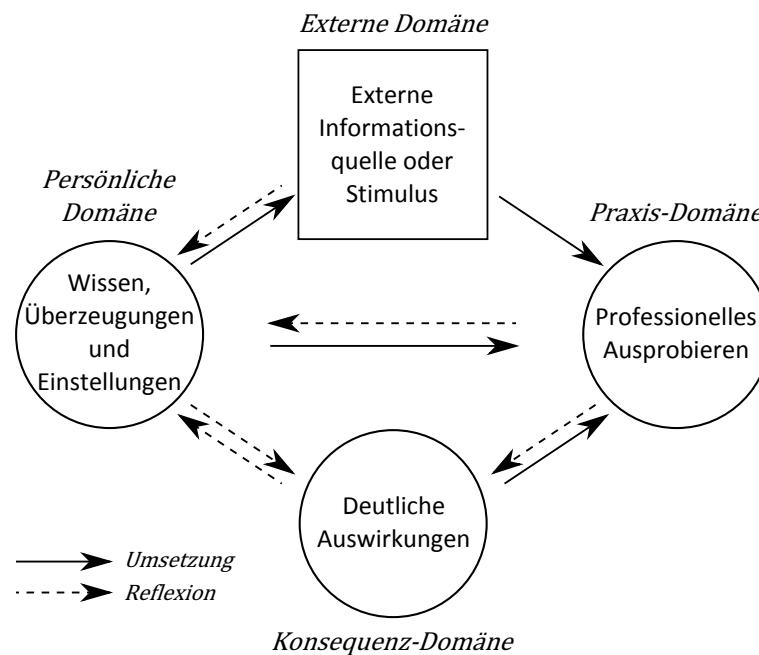 Externe Domäne
Externe
Informations-
quelle oder
Stimulus
Persönliche
Domäne
Praxis-Domäne
Wissen,
Überzeugungen
und
Einstellungen
Professionelles
Ausprobieren
Deutliche
Auswirkungen
Umsetzung
Reflexion
Konsequenz-Domäne